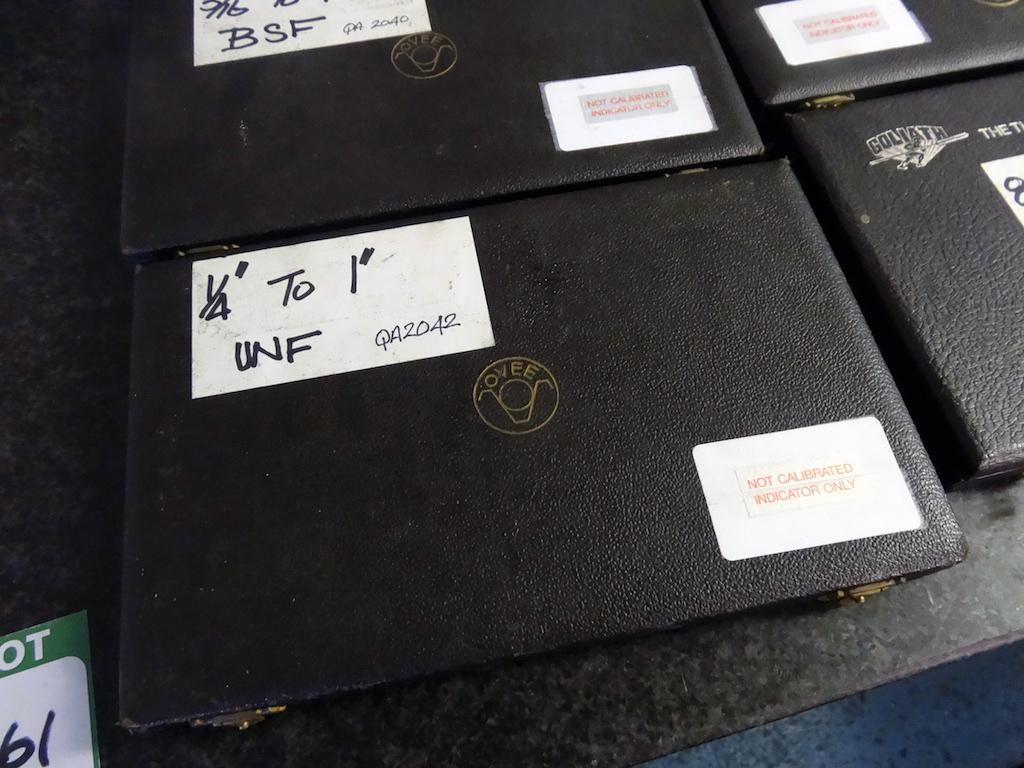 BSF QA 2040
OVEE
NOT CALIBRATED
INDICATOR ONLY
NOT CALIBRATED
INDICATOR ONLY
GOLIATH THE
1/4" To 1"
UNF QA2042
OVEE
NOT CALIBRATED
INDICATOR ONLY
OT
61